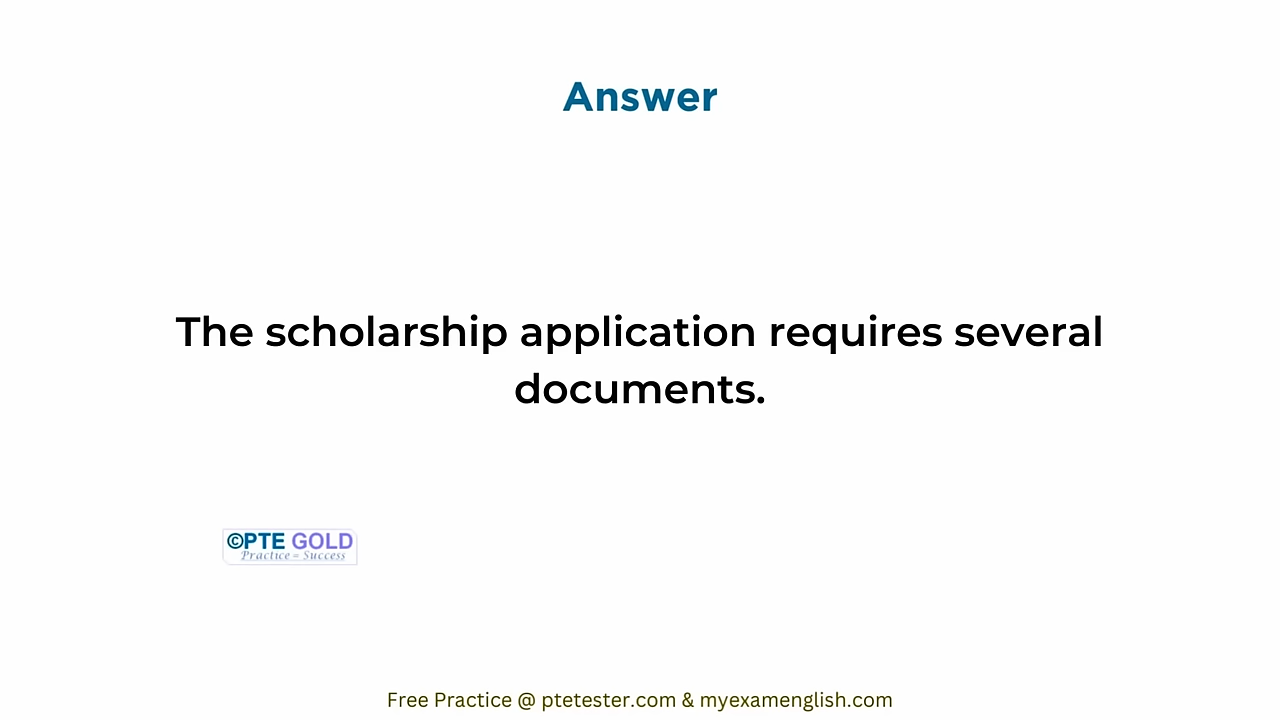 Answer
The scholarship application requires several
documents.
©PTE GOLD
Practice = Success
Free Practice @ ptetester.com & myexamenglish.com